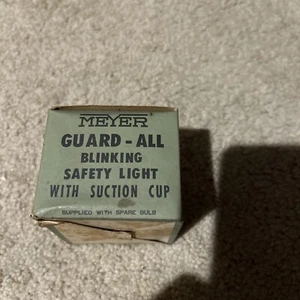 MEYER
GUARD - ALL
BLINKING
SAFETY LIGHT
WITH SUCTION CUP
SUPPLIED WITH SPARE BULB